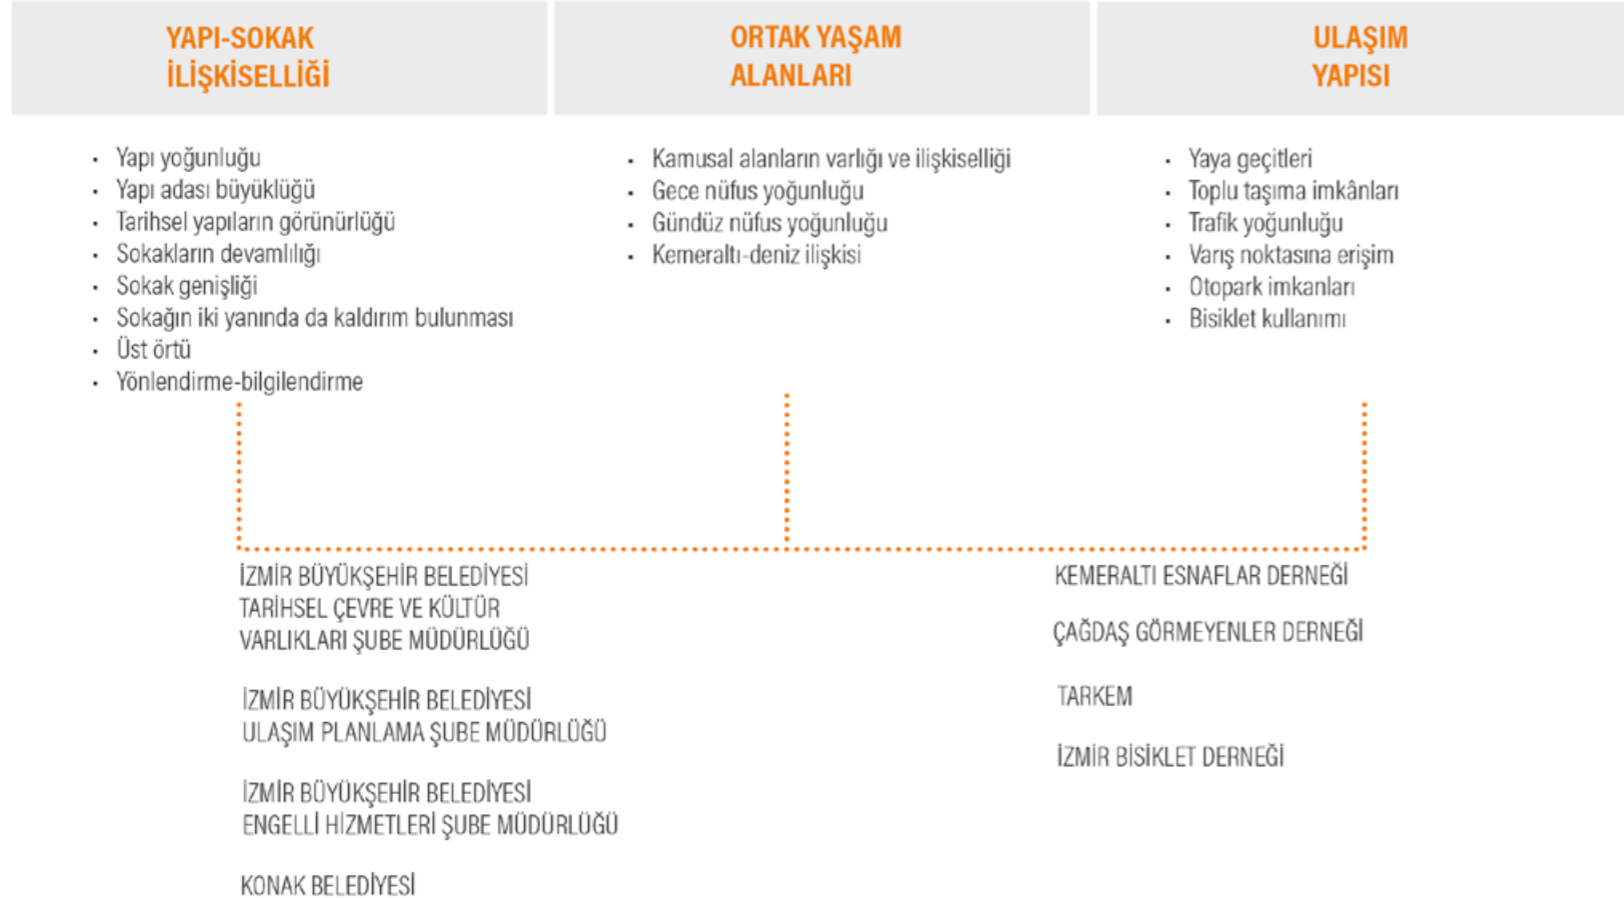 YAPI-SOKAK
İLİŞKİSELLİĞİ
ORTAK YAŞAM
ALANLARI
ULAŞIM
YAPISI
• Yapı yoğunluğu
• Yapı adası büyüklüğü
• Tarihsel yapıların görünürlüğü
• Sokakların devamlılığı
• Sokak genişliği
• Sokağın iki yanında da kaldırım bulunması
• Üst örtü
• Yönlendirme-bilgilendirme
• Kamusal alanların varlığı ve ilişkiselliği
• Gece nüfus yoğunluğu
• Gündüz nüfus yoğunluğu
• Kemeraltı-deniz ilişkisi
• Yaya geçitleri
• Toplu taşıma imkânları
• Trafik yoğunluğu
• Varış noktasına erişim
• Otopark imkanları
• Bisiklet kullanımı
İZMİR BÜYÜKŞEHİR BELEDİYESİ
TARİHSEL ÇEVRE VE KÜLTÜR
VARLIKLARI ŞUBE MÜDÜRLÜĞÜ
İZMİR BÜYÜKŞEHİR BELEDİYESİ
ULAŞIM PLANLAMA ŞUBE MÜDÜRLÜĞÜ
İZMİR BÜYÜKŞEHİR BELEDİYESİ
ENGELLİ HİZMETLERİ ŞUBE MÜDÜRLÜĞÜ
KONAK BELEDİYESİ
KEMERALTI ESNAFLAR DERNEĞİ
ÇAĞDAŞ GÖRMEYENLER DERNEĞİ
TARKEM
İZMİR BİSİKLET DERNEĞİ